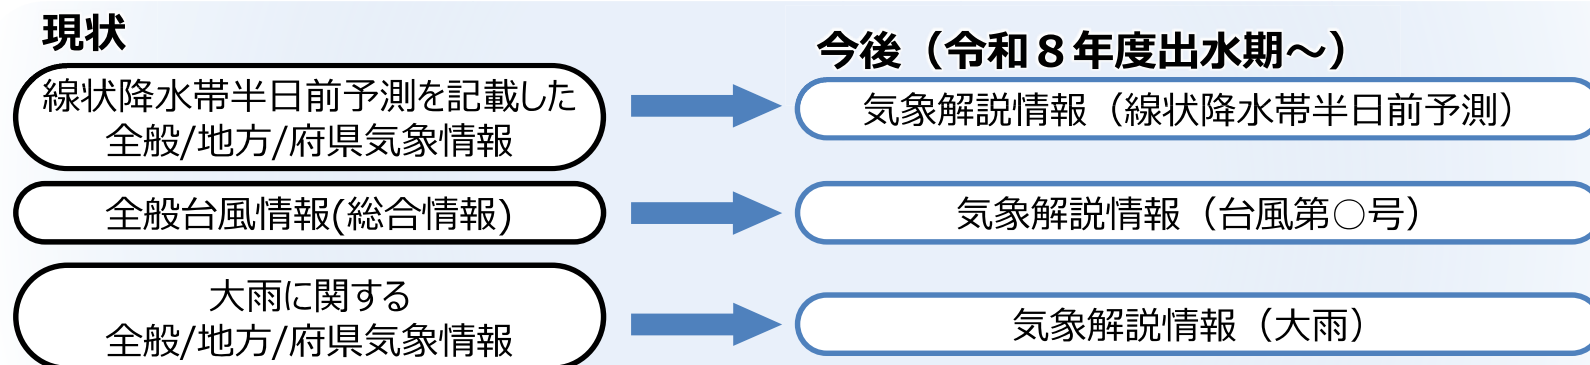 現状
線状降水帯半日前予測を記載した
全般/地方/府県気象情報
全般台風情報(総合情報)
大雨に関する
全般/地方/府県気象情報
今後（令和８年度出水期～）
気象解説情報（線状降水帯半日前予測）
気象解説情報（台風第○号）
気象解説情報（大雨）